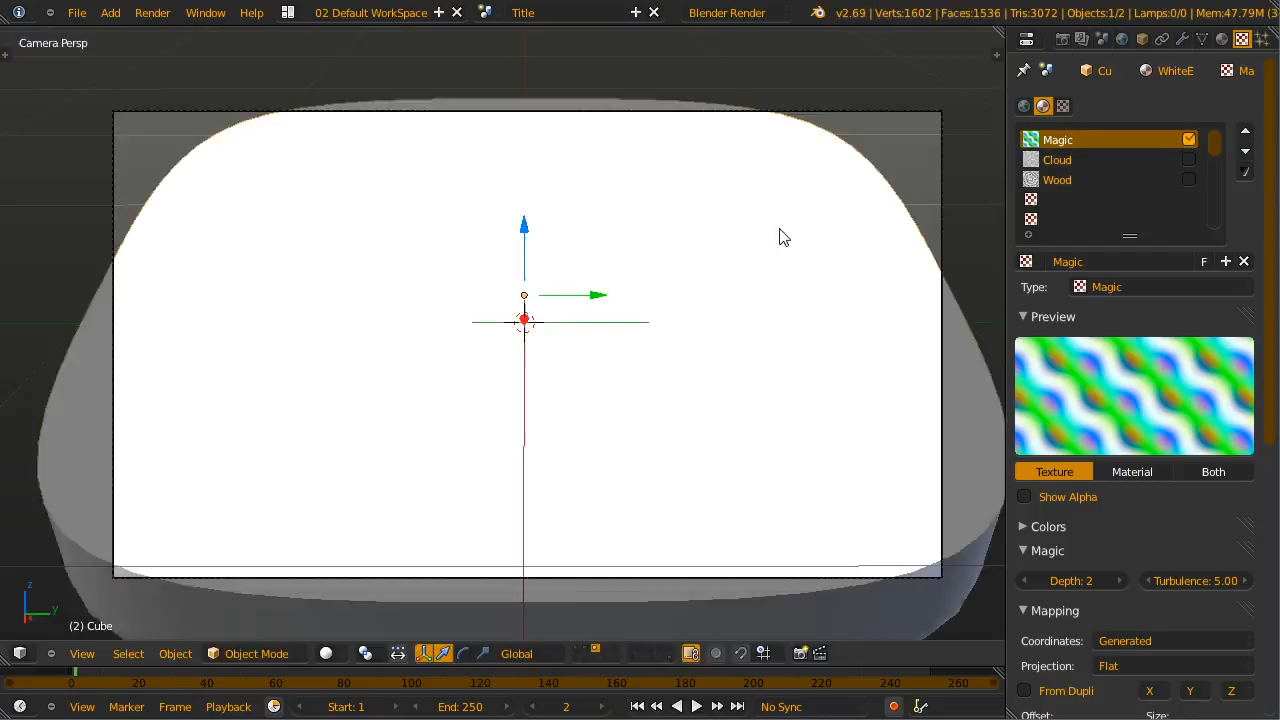 File Add Render Window Help 02 Default WorkSpace Title Blender Render v2.69 | Verts:1602 | Faces:1536 | Tris:3072 | Objects:1/2 | Lamps:0/0 | Mem:47.79M (3
Camera Persp
Cu WhiteE Ma
Magic
Cloud
Wood
Magic F
Type: Magic
Preview
Texture Material Both
Show Alpha
Colors
Magic
Depth: 2 Turbulence: 5.00
Mapping
z
y
(2) Cube
Coordinates: Generated
View Select Object Object Mode Global
Projection: Flat
0 20 40 60 80 100 120 140 160 180 200 220 240 260
From Dupli X Y Z
View Marker Frame Playback Start: 1 End: 250 2 No Sync
Offset: Size: